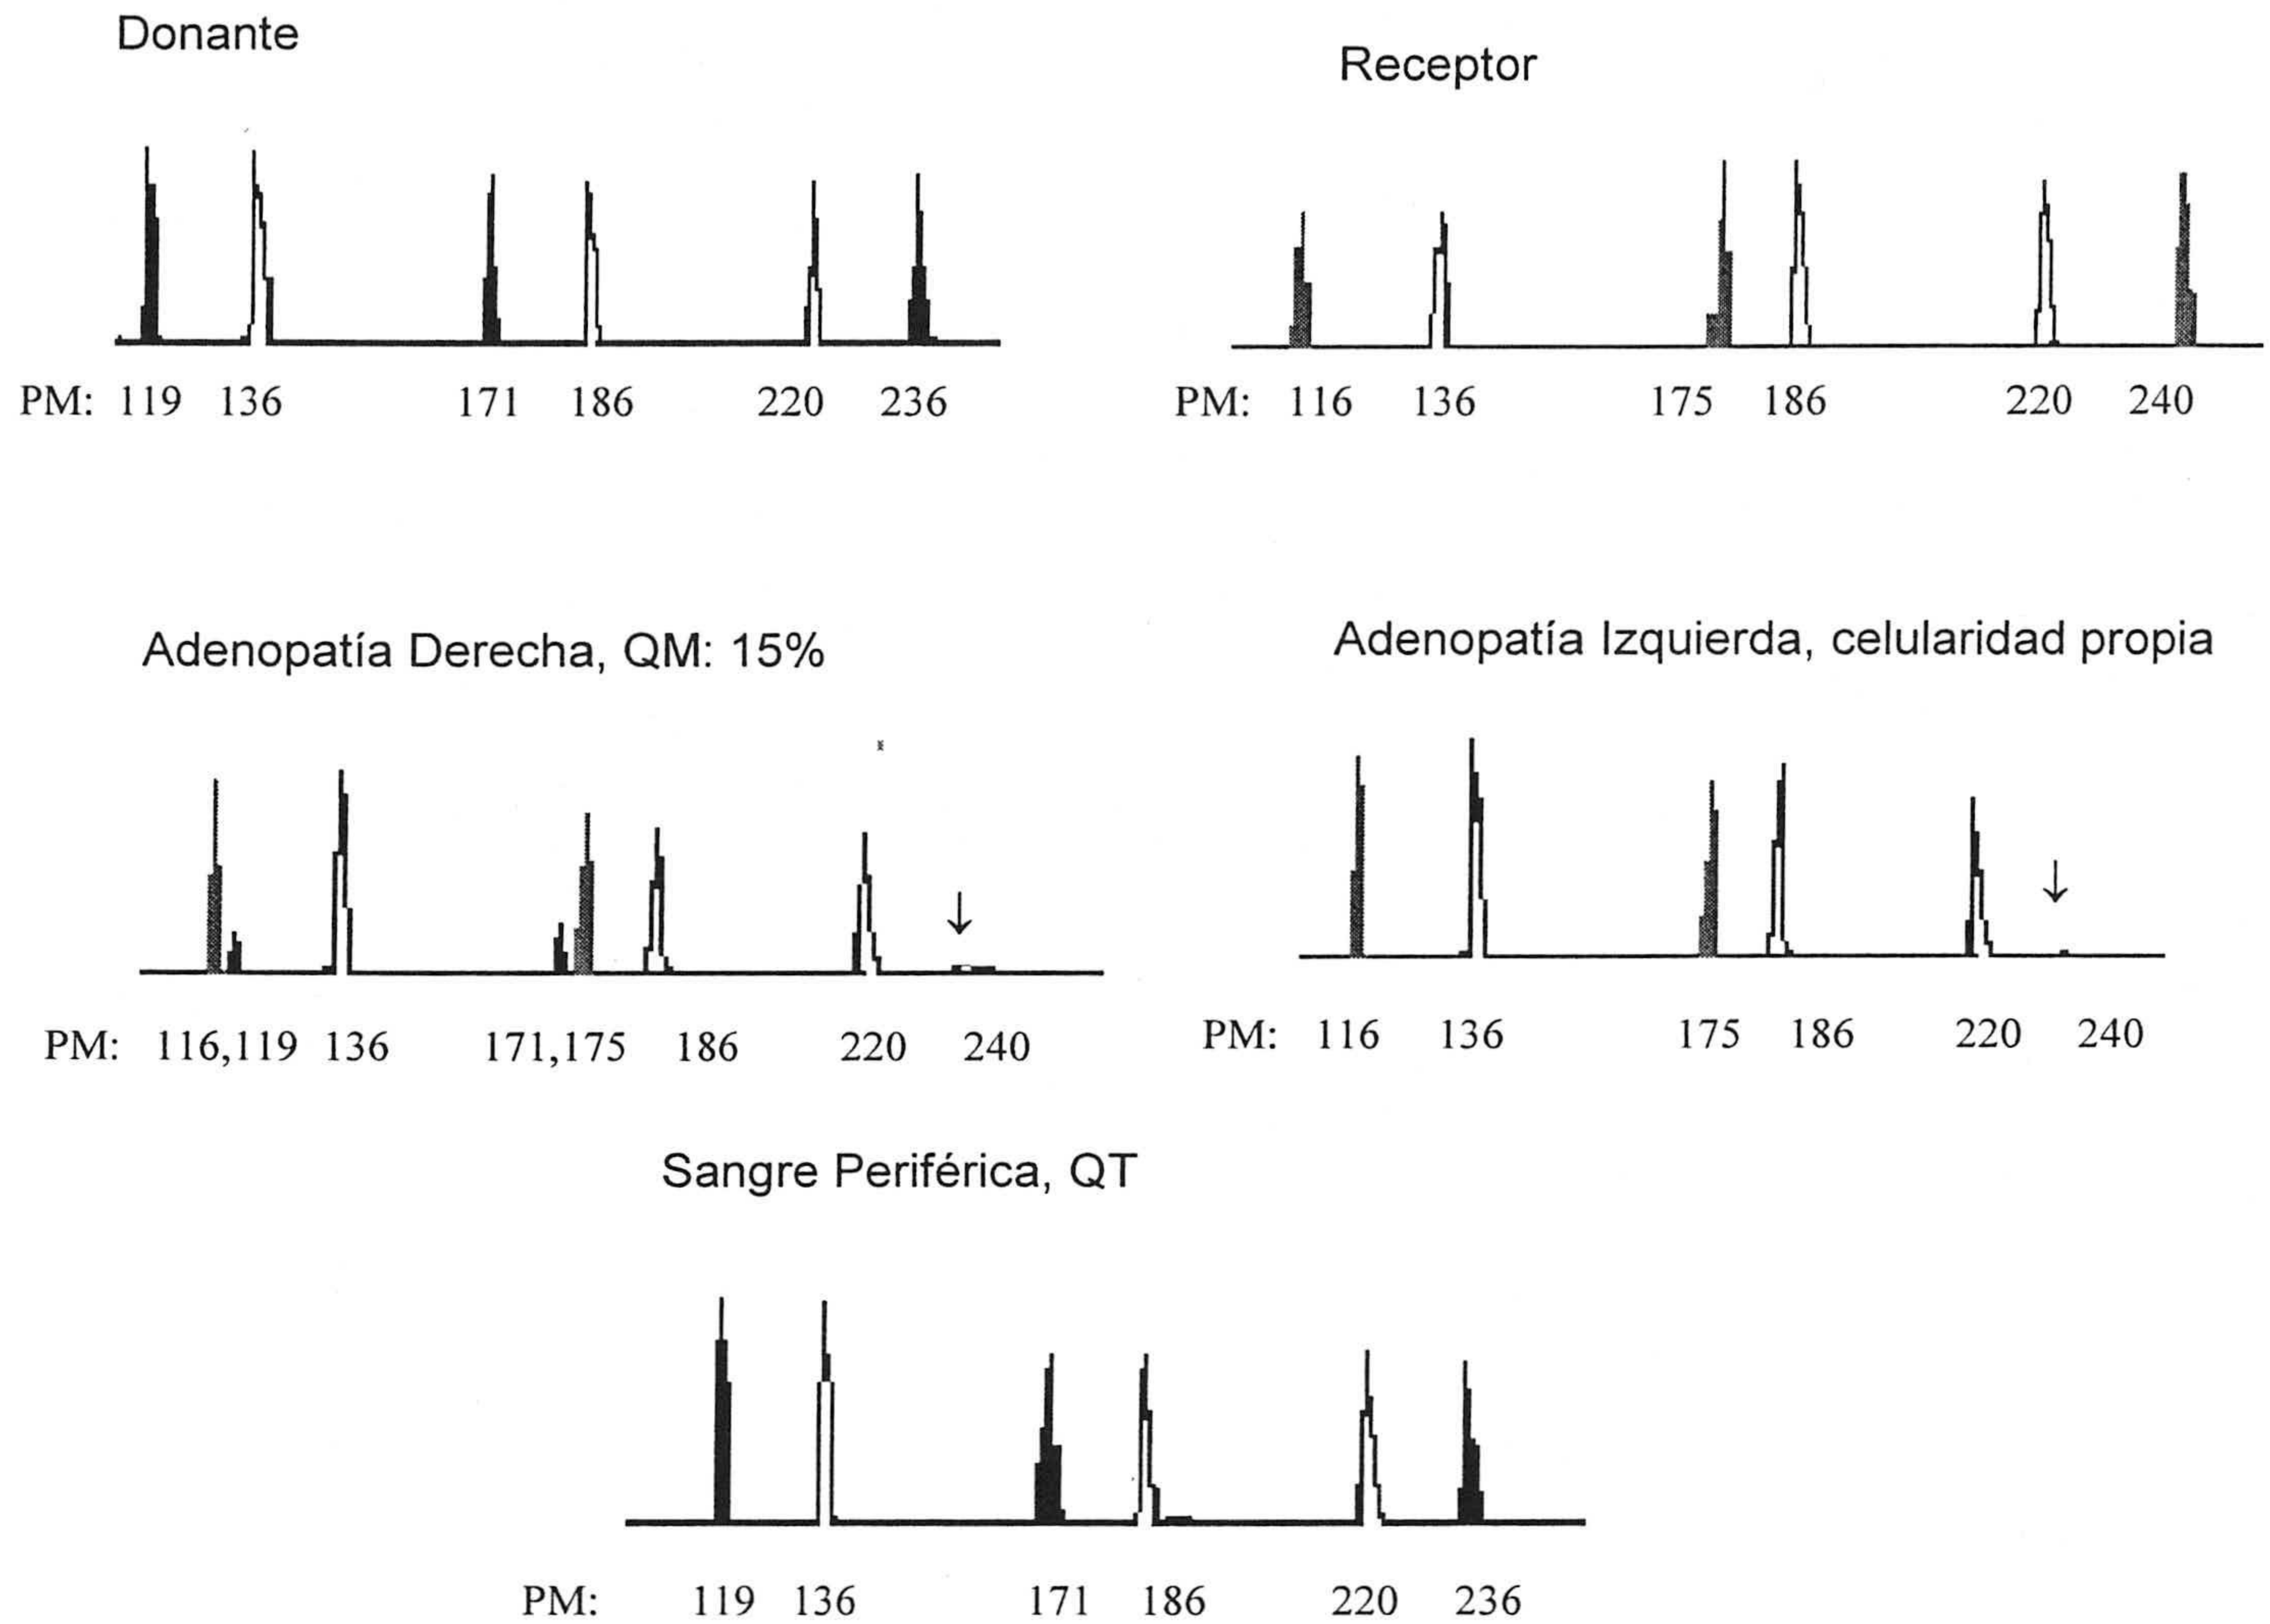 Donante
PM: 119 136 171 186 220 236
Receptor
PM: 116 136 175 186 220 240
Adenopatía Derecha, QM: 15%
PM: 116,119 136 171,175 186 220 240
Adenopatía Izquierda, celularidad propia
PM: 116 136 175 186 220 240
Sangre Periférica, QT
PM: 119 136 171 186 220 236